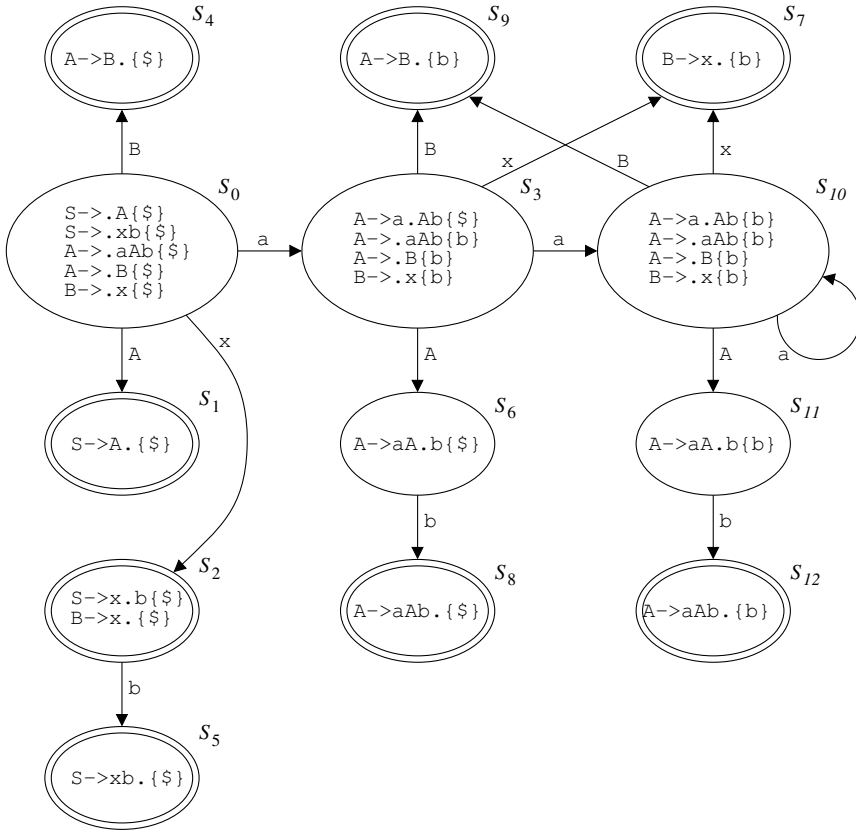 S4
S9
S7
A->B.{$}
A->B.{b}
B->x.{b}
B
B
x
B
x
S0
S3
S10
S->.A{$}
S->.xb{$}
A->.aAb{$}
A->.B{$}
B->.x{$}
a
A->a.Ab{$}
A->.aAb{b}
A->.B{b}
B->.x{b}
a
A->a.Ab{b}
A->.aAb{b}
A->.B{b}
B->.x{b}
A
x
A
A
a
S1
S6
S11
S->A.{$}
A->aA.b{$}
A->aA.b{b}
b
b
S2
S8
S12
S->x.b{$}
B->x.{$}
A->aAb.{$}
A->aAb.{b}
b
S5
S->xb.{$}